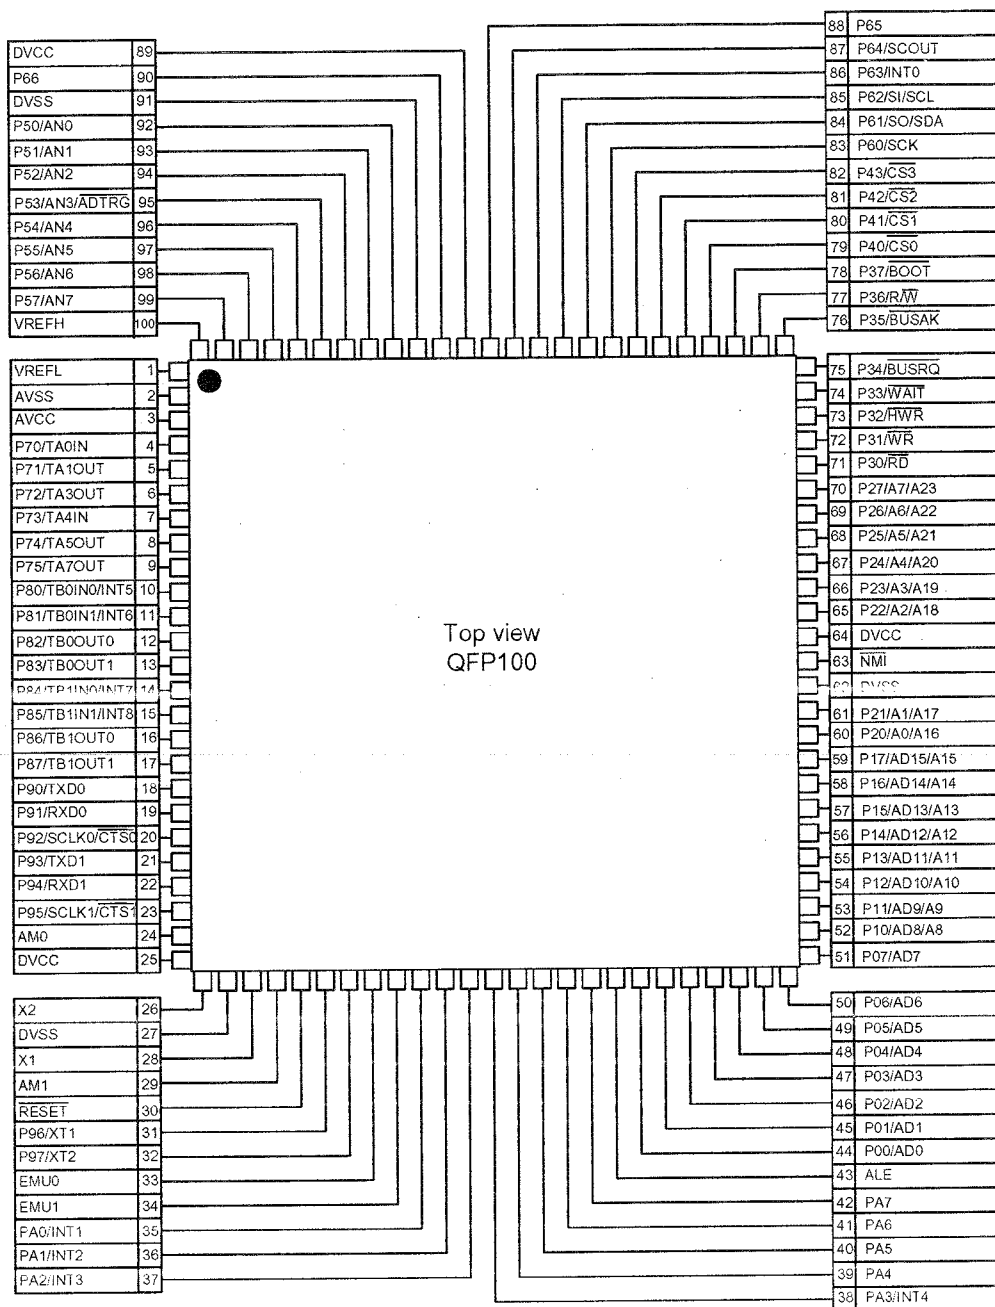 DVCC 89
P66 90
DVSS 91
P50/AN0 92
P51/AN1 93
P52/AN2 94
P53/AN3/ADTRG 95
P54/AN4 96
P55/AN5 97
P56/AN6 98
P57/AN7 99
VREFH 100
88 P65
87 P64/SCOUT
86 P63/INT0
85 P62/SI/SCL
84 P61/SO/SDA
83 P60/SCK
82 P43/CS3
81 P42/CS2
80 P41/CS1
79 P40/CS0
78 P37/BOOT
77 P36/R/W
76 P35/BUSAK
VREFL 1
AVSS 2
AVCC 3
P70/TA0IN 4
P71/TA1OUT 5
P72/TA3OUT 6
P73/TA4IN 7
P74/TA5OUT 8
P75/TA7OUT 9
P80/TB0IN0/INT5 10
P81/TB0IN1/INT6 11
P82/TB0OUT0 12
P83/TB0OUT1 13
P84/TB1IN0/INT7 14
P85/TB1IN1/INT8 15
P86/TB1OUT0 16
P87/TB1OUT1 17
P90/TXD0 18
P91/RXD0 19
P92/SCLK0/CTS0 20
P93/TXD1 21
P94/RXD1 22
P95/SCLK1/CTS1 23
AM0 24
DVCC 25
Top view
QFP100
75 P34/BUSRQ
74 P33/WAIT
73 P32/HWR
72 P31/WR
71 P30/RD
70 P27/A7/A23
69 P26/A6/A22
68 P25/A5/A21
67 P24/A4/A20
66 P23/A3/A19
65 P22/A2/A18
64 DVCC
63 NMI
62 DVSS
61 P21/A1/A17
60 P20/A0/A16
59 P17/AD15/A15
58 P16/AD14/A14
57 P15/AD13/A13
56 P14/AD12/A12
55 P13/AD11/A11
54 P12/AD10/A10
53 P11/AD9/A9
52 P10/AD8/A8
51 P07/AD7
X2 26
DVSS 27
X1 28
AM1 29
RESET 30
P96/XT1 31
P97/XT2 32
EMU0 33
EMU1 34
PA0/INT1 35
PA1/INT2 36
PA2/INT3 37
50 P06/AD6
49 P05/AD5
48 P04/AD4
47 P03/AD3
46 P02/AD2
45 P01/AD1
44 P00/AD0
43 ALE
42 PA7
41 PA6
40 PA5
39 PA4
38 PA3/INT4